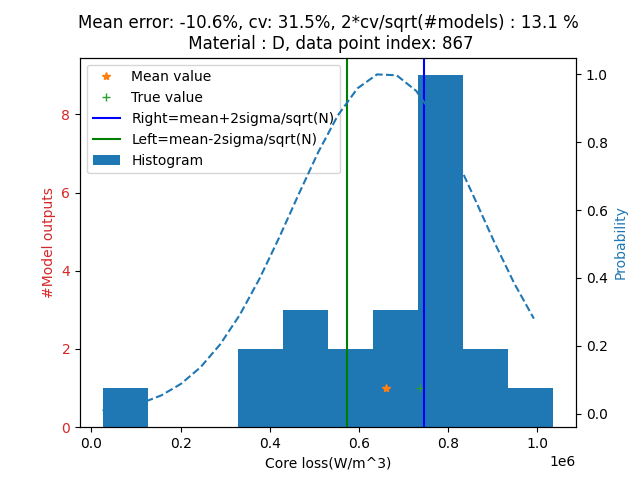 Mean error: -10.6%, cv: 31.5%, 2*cv/sqrt(#models) : 13.1 %
Material : D, data point index: 867
Mean value
True value
Right=mean+2sigma/sqrt(N)
Left=mean-2sigma/sqrt(N)
Histogram
#Model outputs
8
6
4
2
0
1.0
0.8
0.6
0.4
0.2
0.0
Probability
0.0
0.2
0.4
0.6
0.8
1.0
1e6
Core loss(W/m^3)